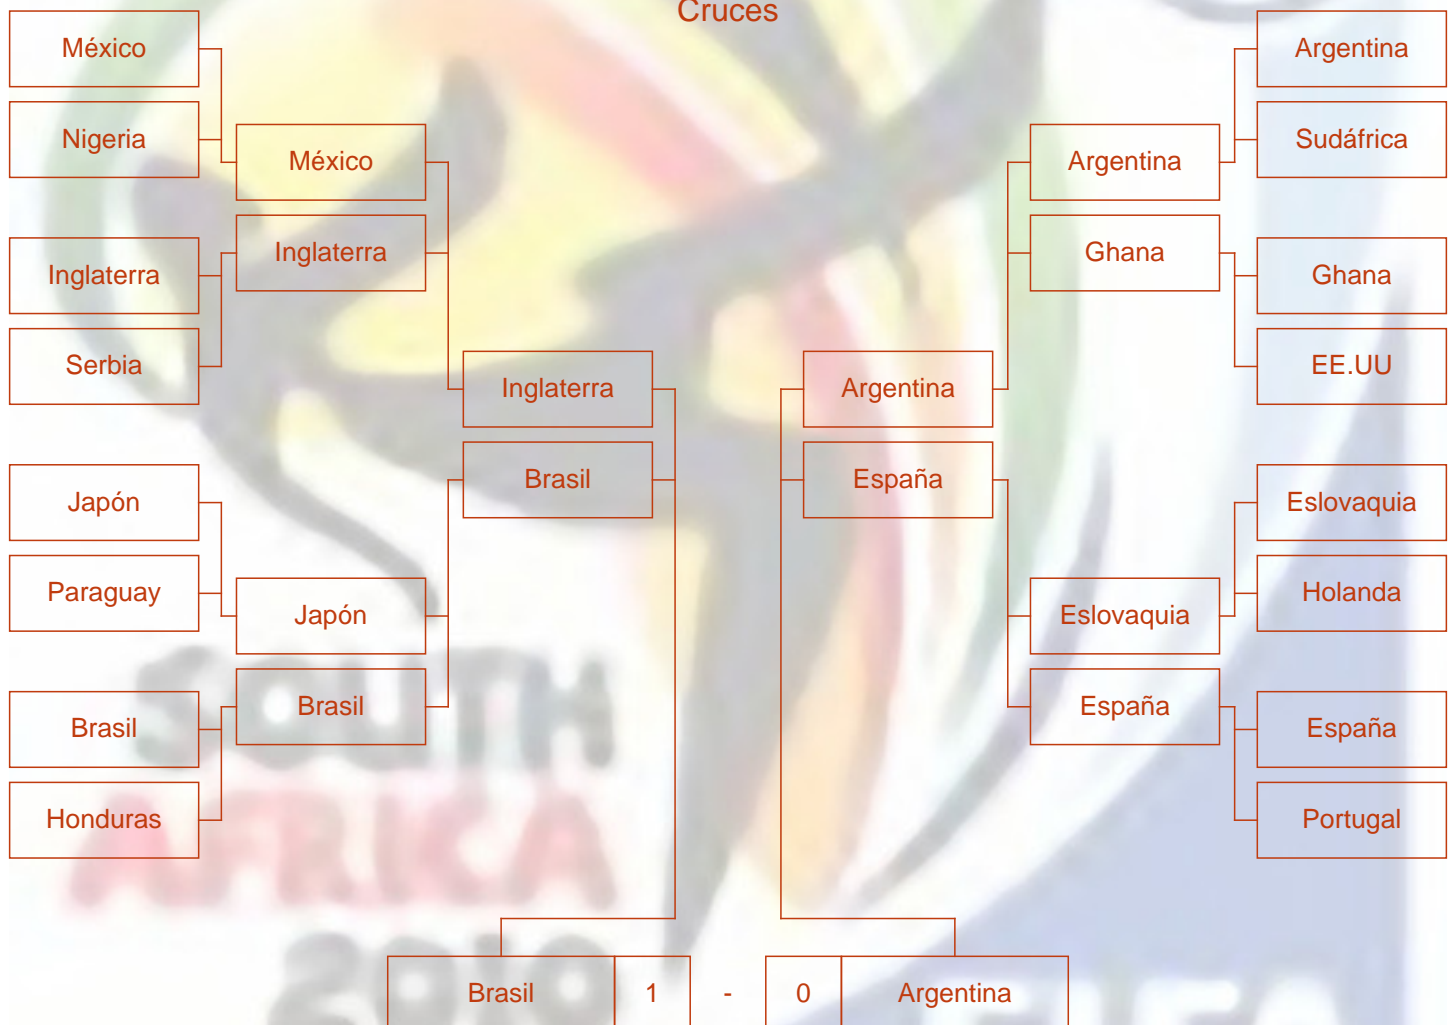 Cruces
México
Nigeria
México
Inglaterra
Inglaterra
Serbia
Inglaterra
Brasil
Japón
Paraguay
Japón
Brasil
Brasil
Honduras
Argentina
Sudáfrica
Argentina
Ghana
Ghana
EE.UU
Argentina
España
Eslovaquia
Holanda
Eslovaquia
España
España
Portugal
SOUTH
AFRICA
2010
FIFA
Brasil 1 - 0 Argentina